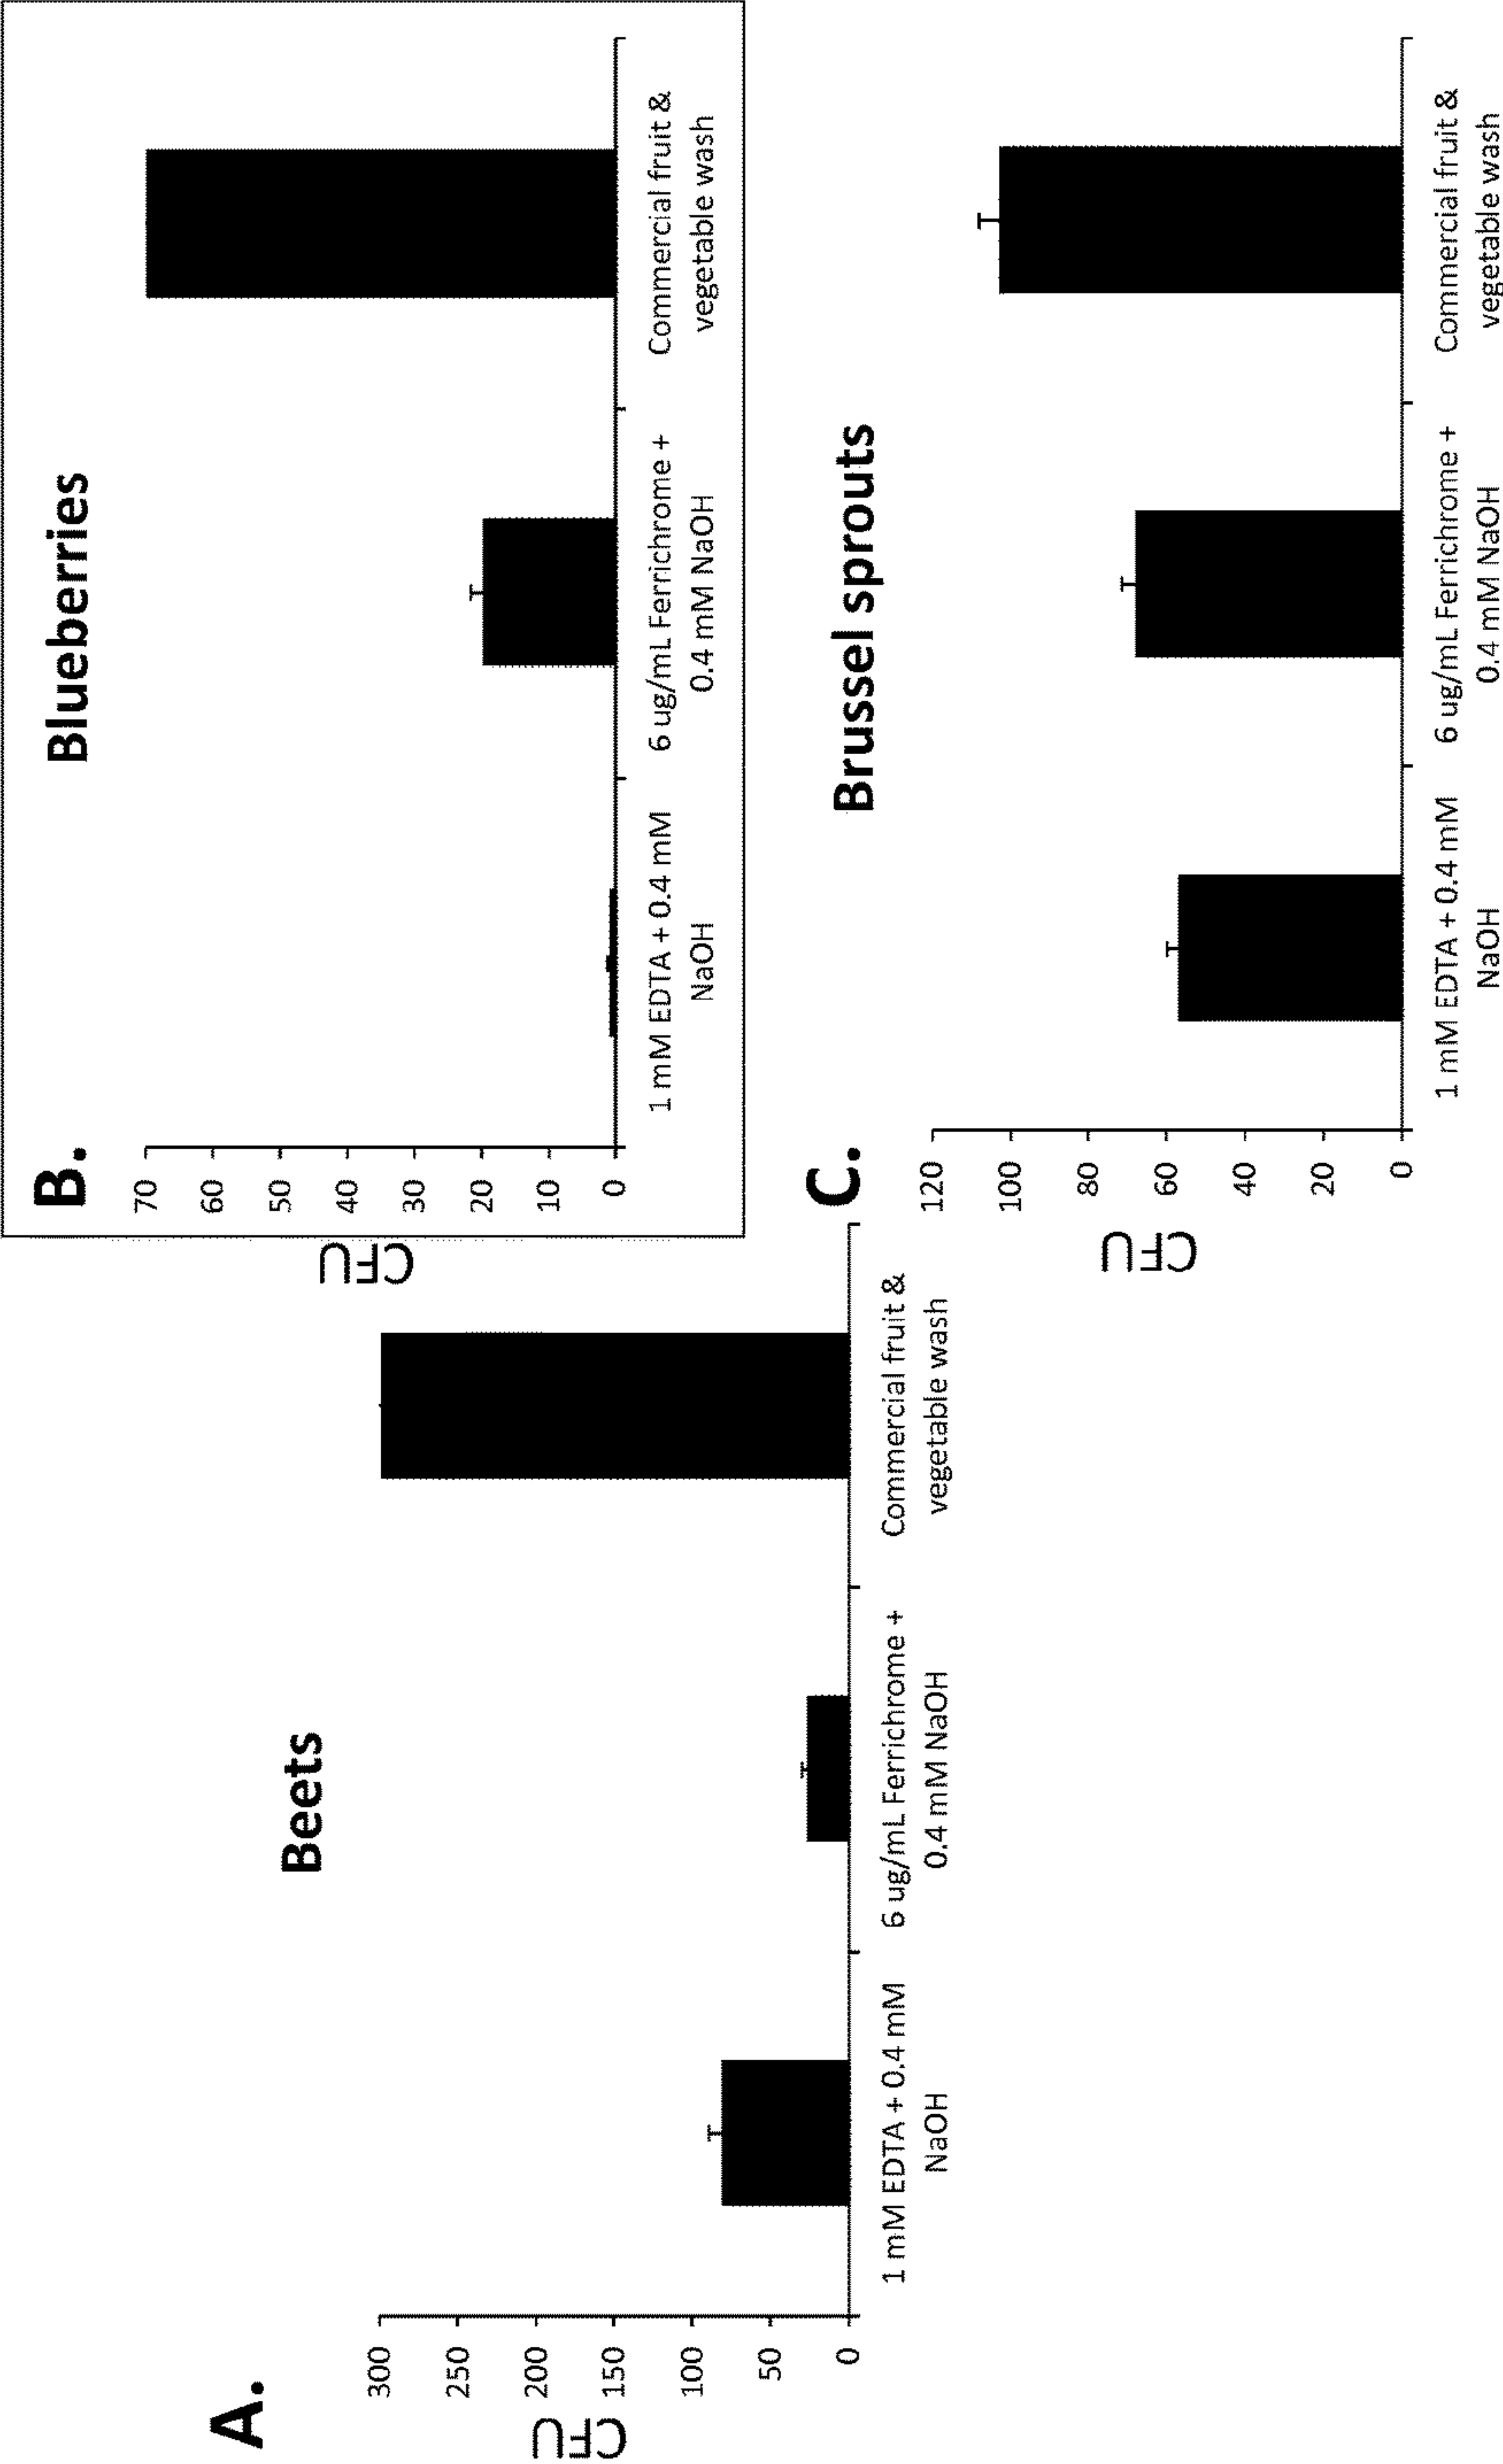 A.
Beets
CFU
300
250
200
150
100
50
0
1 mM EDTA + 0.4 mM
NaOH
6 ug/mL Ferrichrome +
0.4 mM NaOH
Commercial fruit &
vegetable wash
B.
Blueberries
CFU
70
60
50
40
30
20
10
0
1 mM EDTA + 0.4 mM
NaOH
6 ug/mL Ferrichrome +
0.4 mM NaOH
Commercial fruit &
vegetable wash
C.
Brussel sprouts
CFU
120
100
80
60
40
20
0
1 mM EDTA + 0.4 mM
NaOH
6 ug/mL Ferrichrome +
0.4 mM NaOH
Commercial fruit &
vegetable wash